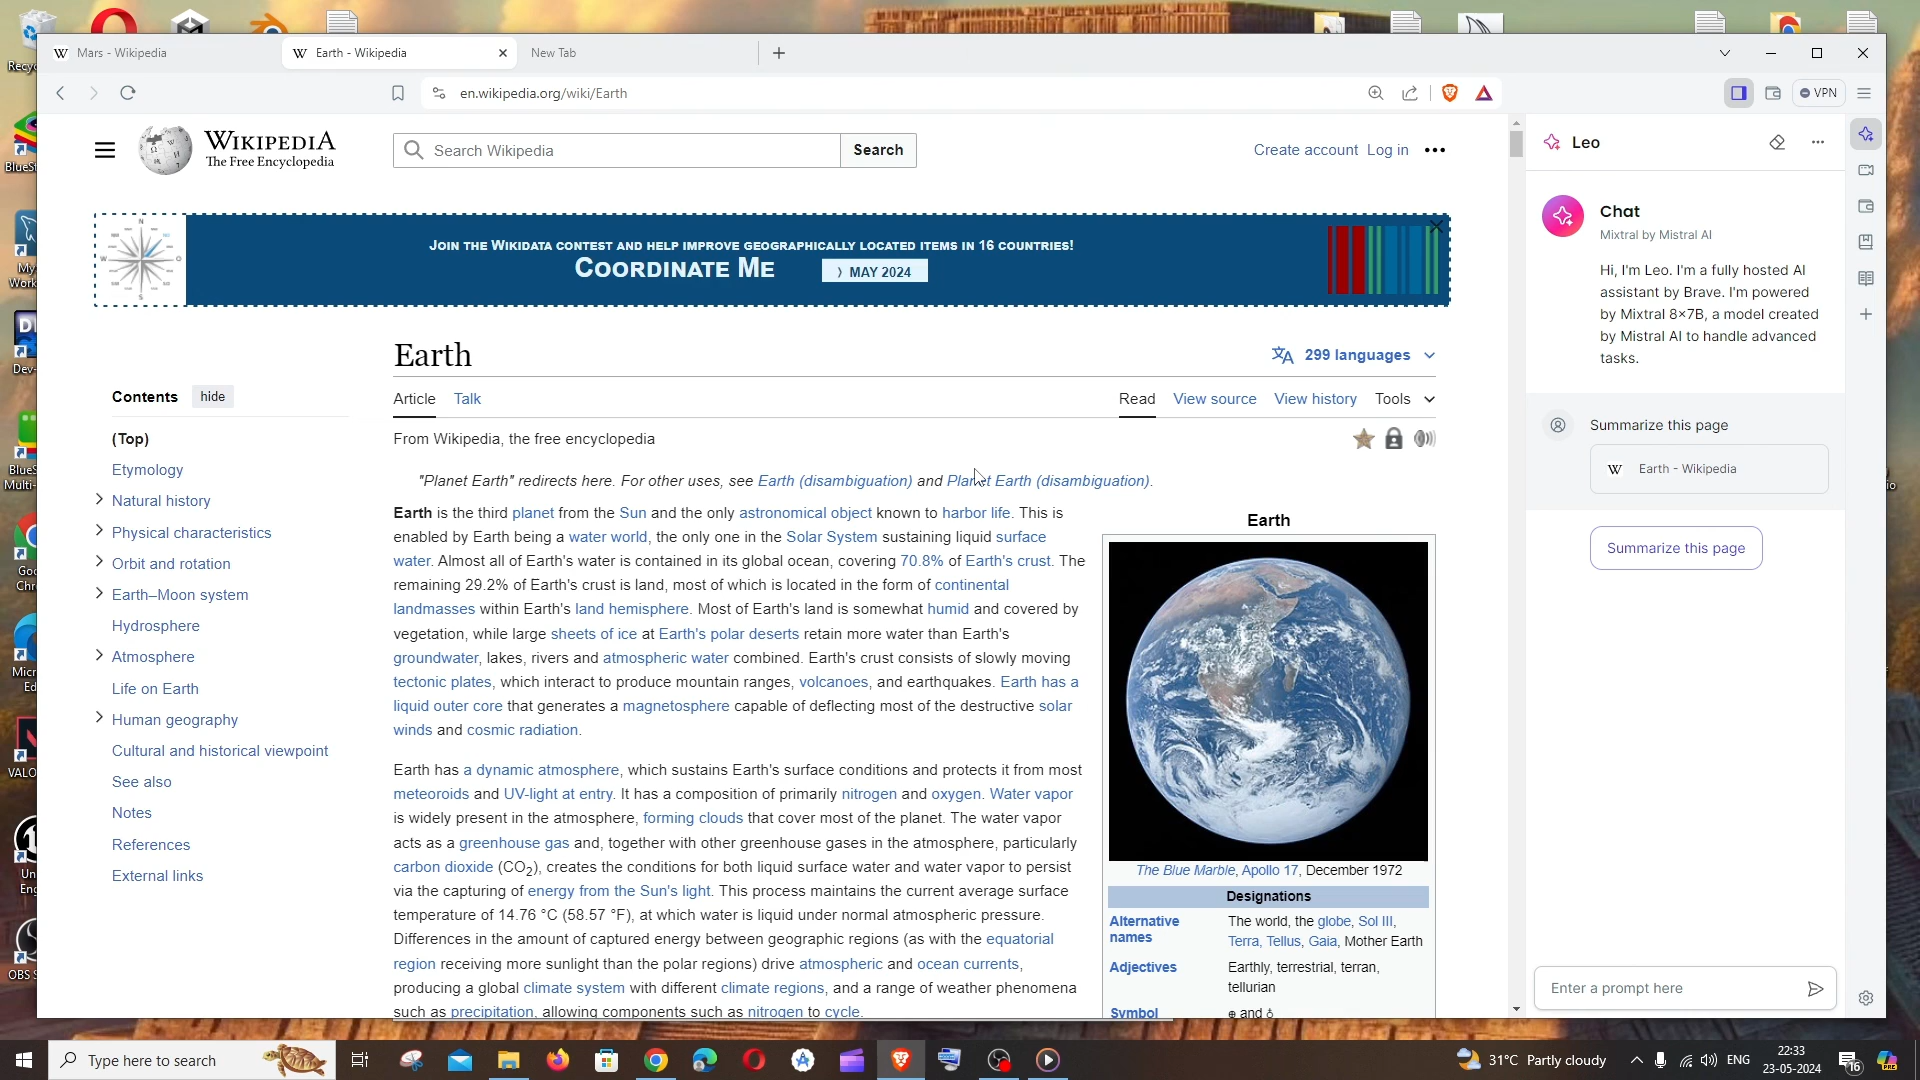 Mars - Wikipedia
Earth - Wikipedia
New Tab
en.wikipedia.org/wiki/Earth
VPN
WIKIPEDIA
The Free Encyclopedia
Search Wikipedia
Search
Create account Log in
Join the Wikidata contest and help improve geographically located items in 16 countries!
Coordinate Me
MAY 2024
Earth
299 languages
Article Talk
Read View source View history Tools
From Wikipedia, the free encyclopedia
"Planet Earth" redirects here. For other uses, see Earth (disambiguation) and Planet Earth (disambiguation).
Contents hide
(Top)
Etymology
Natural history
Physical characteristics
Orbit and rotation
Earth–Moon system
Hydrosphere
Atmosphere
Life on Earth
Human geography
Cultural and historical viewpoint
See also
Notes
References
External links
Earth is the third planet from the Sun and the only astronomical object known to harbor life. This is
enabled by Earth being a water world, the only one in the Solar System sustaining liquid surface
water. Almost all of Earth's water is contained in its global ocean, covering 70.8% of Earth's crust. The
remaining 29.2% of Earth's crust is land, most of which is located in the form of continental
landmasses within Earth's land hemisphere. Most of Earth's land is somewhat humid and covered by
vegetation, while large sheets of ice at Earth's polar deserts retain more water than Earth's
groundwater, lakes, rivers and atmospheric water combined. Earth's crust consists of slowly moving
tectonic plates, which interact to produce mountain ranges, volcanoes, and earthquakes. Earth has a
liquid outer core that generates a magnetosphere capable of deflecting most of the destructive solar
winds and cosmic radiation.
Earth has a dynamic atmosphere, which sustains Earth's surface conditions and protects it from most
meteoroids and UV-light at entry. It has a composition of primarily nitrogen and oxygen. Water vapor
is widely present in the atmosphere, forming clouds that cover most of the planet. The water vapor
acts as a greenhouse gas and, together with other greenhouse gases in the atmosphere, particularly
carbon dioxide (CO2), creates the conditions for both liquid surface water and water vapor to persist
via the capturing of energy from the Sun's light. This process maintains the current average surface
temperature of 14.76 °C (58.57 °F), at which water is liquid under normal atmospheric pressure.
Differences in the amount of captured energy between geographic regions (as with the equatorial
region receiving more sunlight than the polar regions) drive atmospheric and ocean currents,
producing a global climate system with different climate regions, and a range of weather phenomena
such as precipitation, allowing components such as nitrogen to cycle.
Earth
The Blue Marble, Apollo 17, December 1972
Designations
Alternative names The world, the globe, Sol III,
Terra, Tellus, Gaia, Mother Earth
Adjectives Earthly, terrestrial, terran,
tellurian
Symbol 🜨 and ♁
Leo
Chat
Mixtral by Mistral AI
Hi, I'm Leo. I'm a fully hosted AI
assistant by Brave. I'm powered
by Mixtral 8×7B, a model created
by Mistral AI to handle advanced
tasks.
Summarize this page
Earth - Wikipedia
Summarize this page
Enter a prompt here
Type here to search
31°C Partly cloudy
ENG
22:33
23-05-2024
16